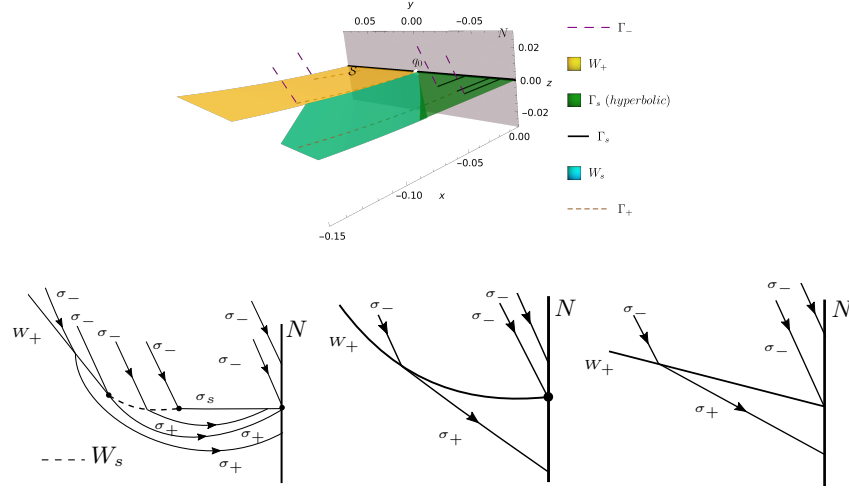 y
0.05 0.00 −0.05
N
0.02
0.00 z
−0.02
0.00
−0.05
−0.10 x
−0.15
S
q₀
Γ₋
W₊
Γₛ (hyperbolic)
Γₛ
Wₛ
Γ₊
σ₋
σ₋
w₊
σ₋
σ₋
σ₋
N
σ₋
σₛ
σ₊
σ₊
σ₊
Wₛ
σ₋
σ₋
σ₋
N
w₊
σ₊
σ₋
σ₋
N
σ₋
w₊
σ₊